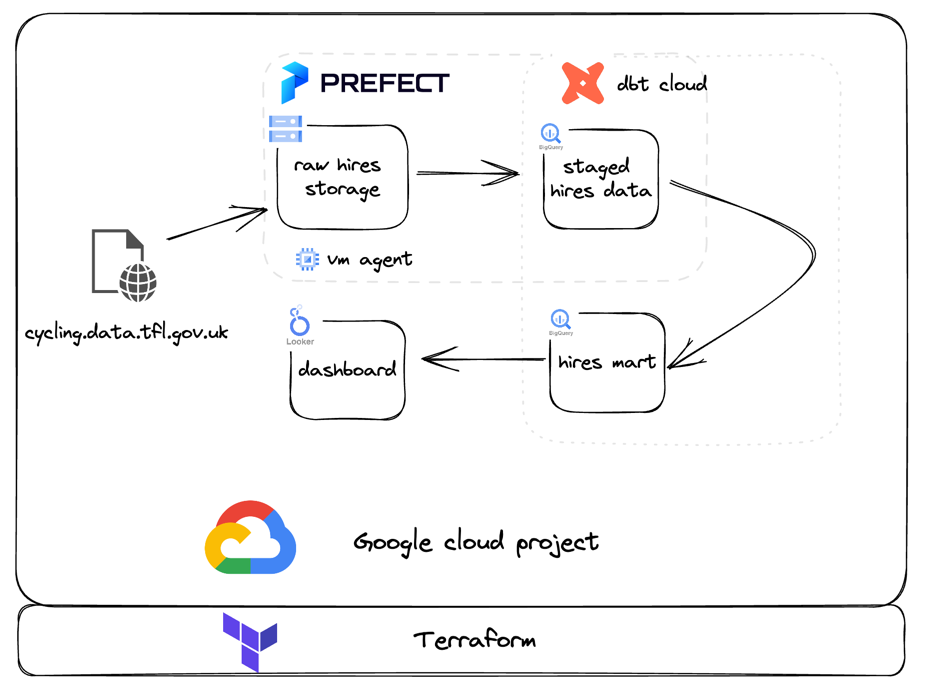 PREFECT
dbt cloud
BigQuery
raw hires
storage
staged
hires data
vm agent
cycling.data.tfl.gov.uk
Looker
dashboard
BigQuery
hires mart
Google cloud project
Terraform